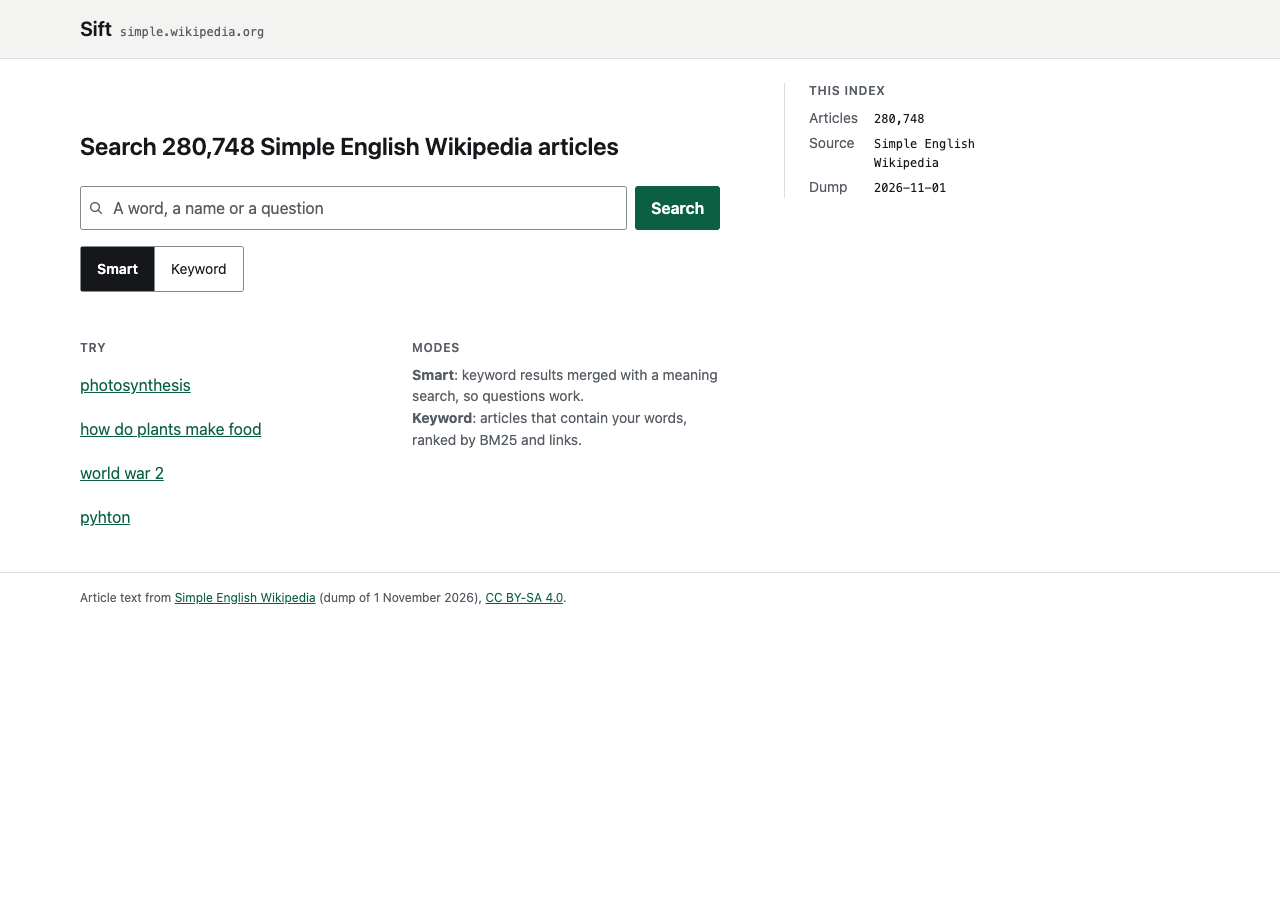 Sift simple.wikipedia.org
Search 280,748 Simple English Wikipedia articles
A word, a name or a question
Search
Smart
Keyword
TRY
photosynthesis
how do plants make food
world war 2
pyhton
MODES
Smart: keyword results merged with a meaning
search, so questions work.
Keyword: articles that contain your words,
ranked by BM25 and links.
THIS INDEX
Articles 280,748
Source Simple English
Wikipedia
Dump 2026-11-01
Article text from Simple English Wikipedia (dump of 1 November 2026), CC BY-SA 4.0.